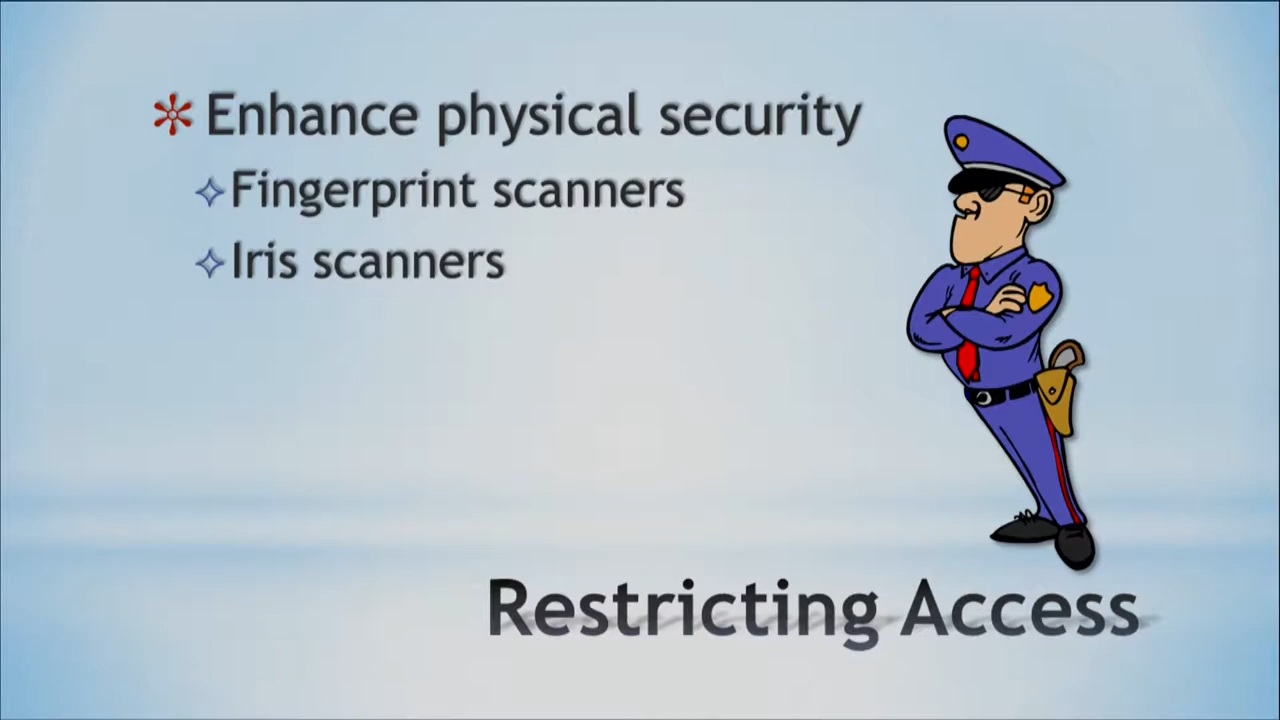 Enhance physical security
Fingerprint scanners
Iris scanners
Restricting Access